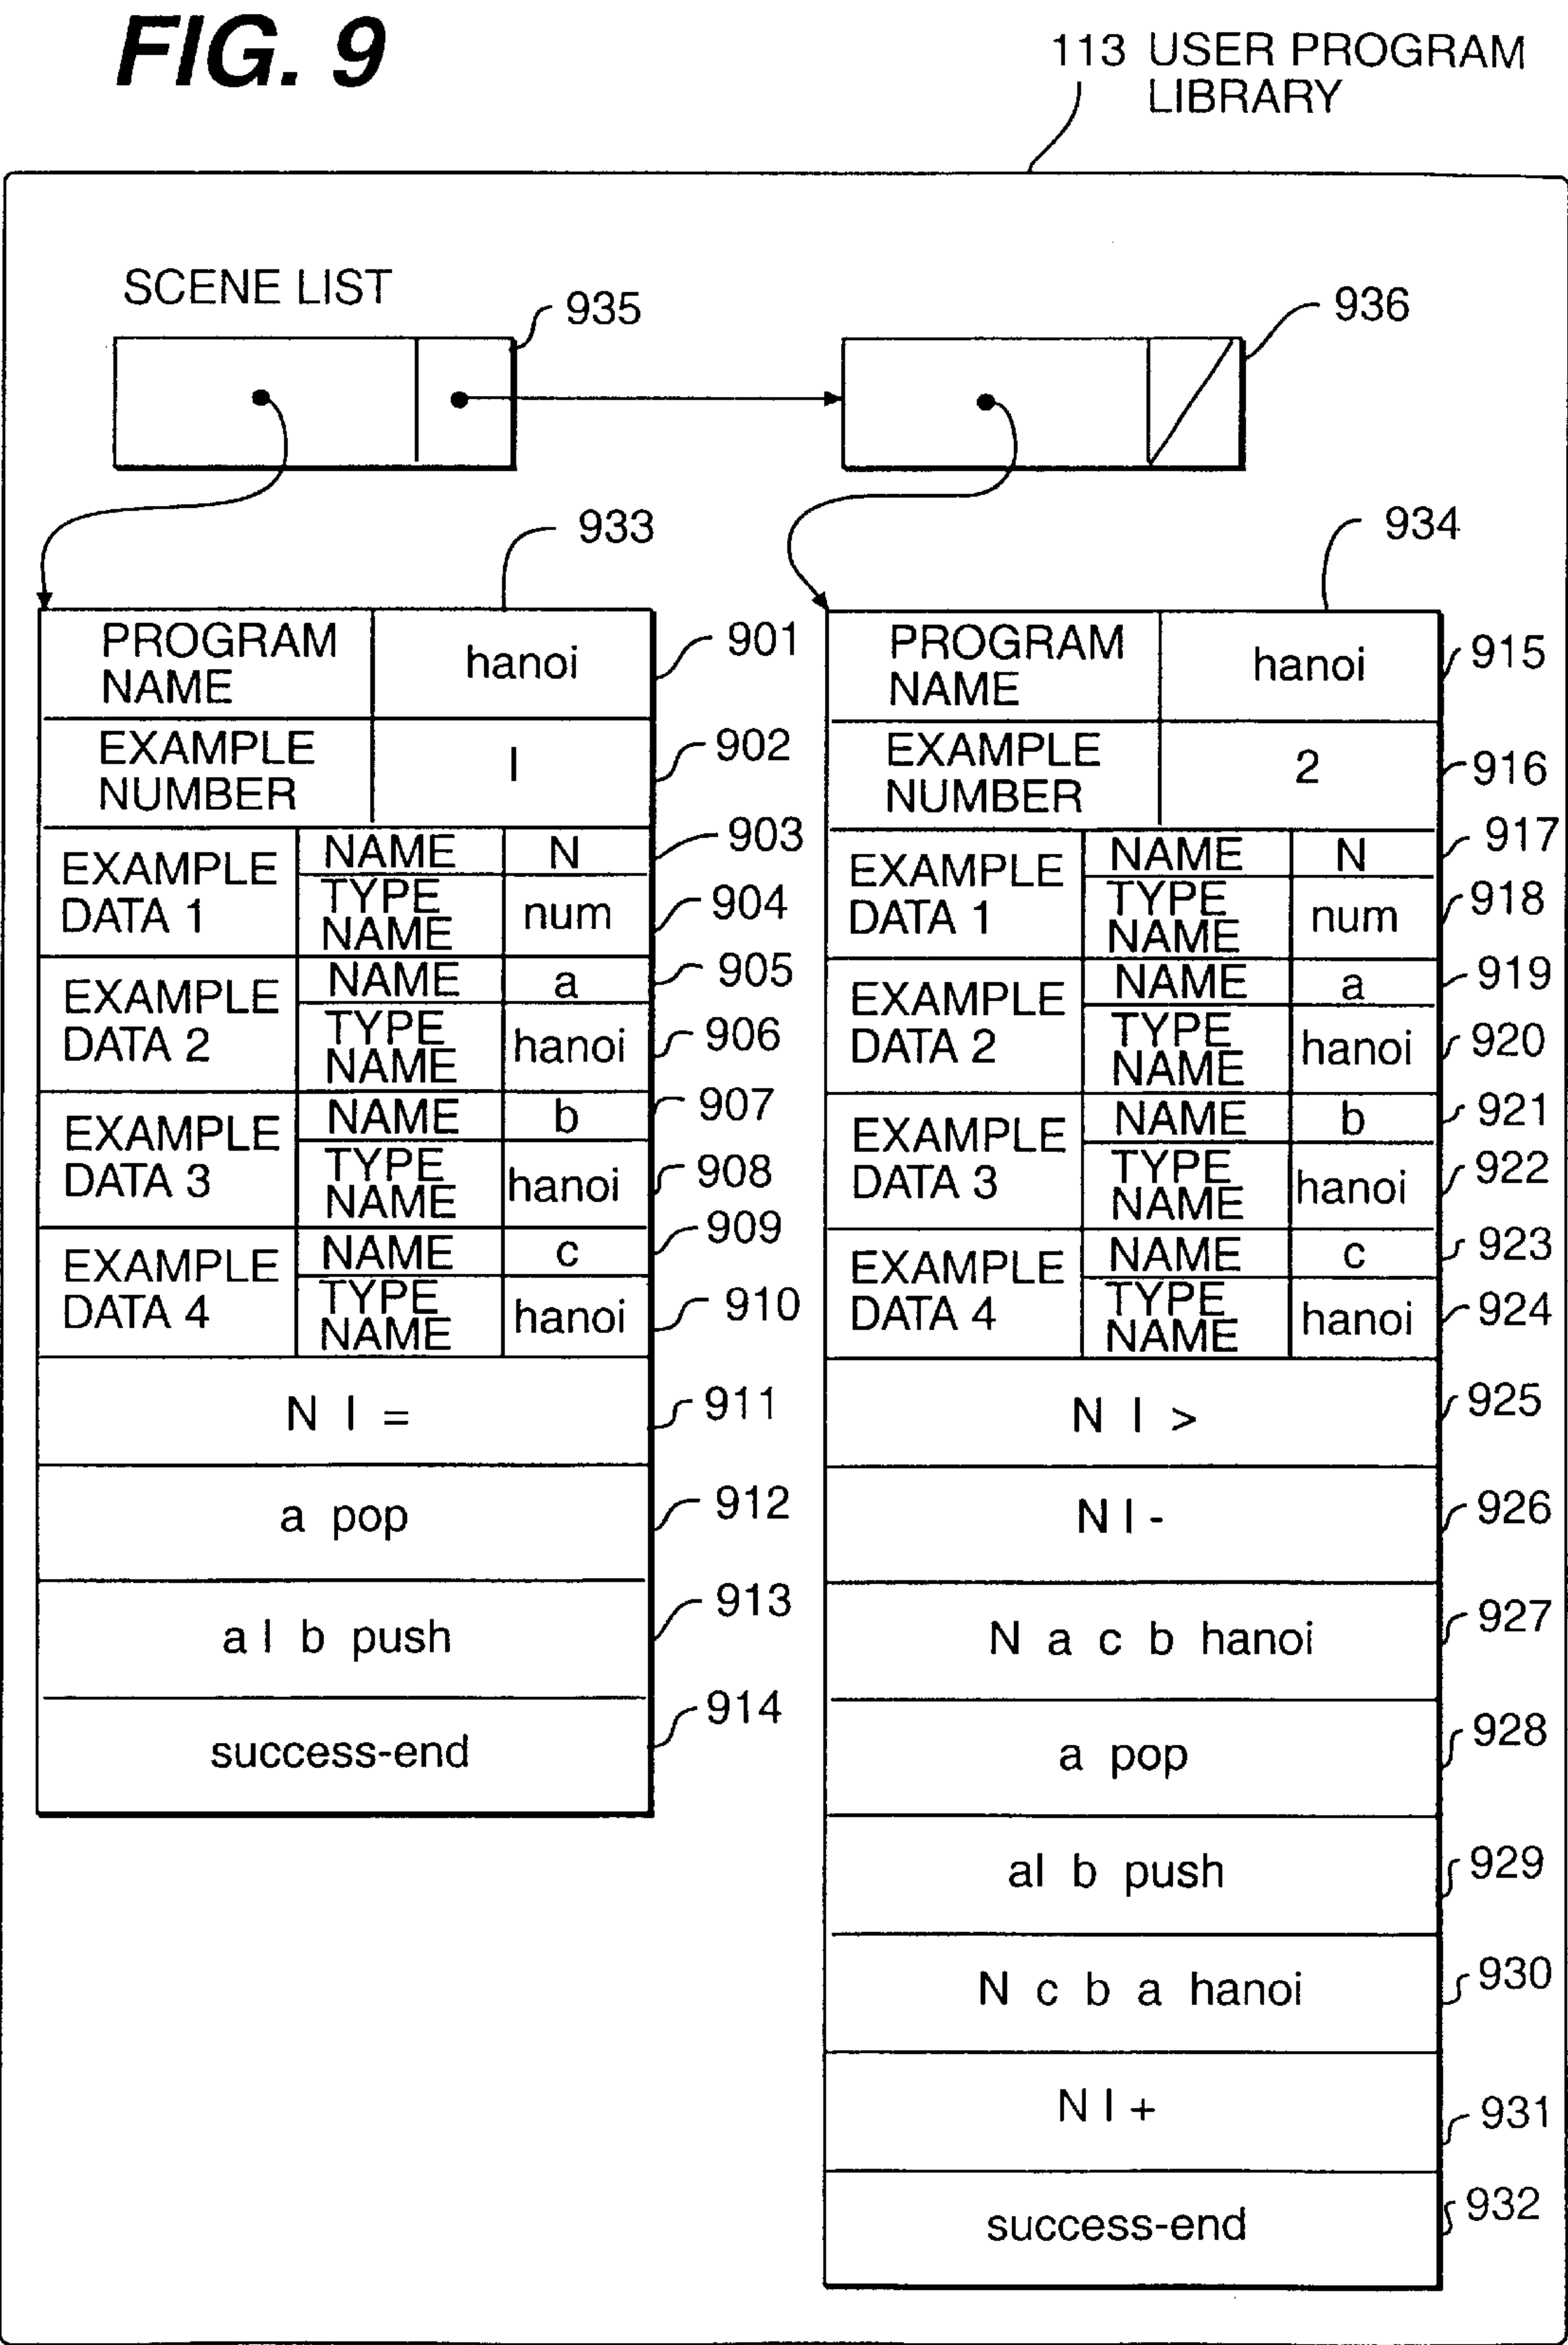 FIG. 9
113 USER PROGRAM
LIBRARY
SCENE LIST
935
936
933
934
PROGRAM
NAME
hanoi
901
EXAMPLE
NUMBER
1
902
EXAMPLE
DATA 1
NAME
N
903
TYPE
NAME
num
904
EXAMPLE
DATA 2
NAME
a
905
TYPE
NAME
hanoi
906
EXAMPLE
DATA 3
NAME
b
907
TYPE
NAME
hanoi
908
EXAMPLE
DATA 4
NAME
c
909
TYPE
NAME
hanoi
910
N 1 =
911
a pop
912
a1 b push
913
success-end
914
PROGRAM
NAME
hanoi
915
EXAMPLE
NUMBER
2
916
EXAMPLE
DATA 1
NAME
N
917
TYPE
NAME
num
918
EXAMPLE
DATA 2
NAME
a
919
TYPE
NAME
hanoi
920
EXAMPLE
DATA 3
NAME
b
921
TYPE
NAME
hanoi
922
EXAMPLE
DATA 4
NAME
c
923
TYPE
NAME
hanoi
924
N 1 >
925
N 1 -
926
N a c b hanoi
927
a pop
928
a1 b push
929
N c b a hanoi
930
N 1 +
931
success-end
932